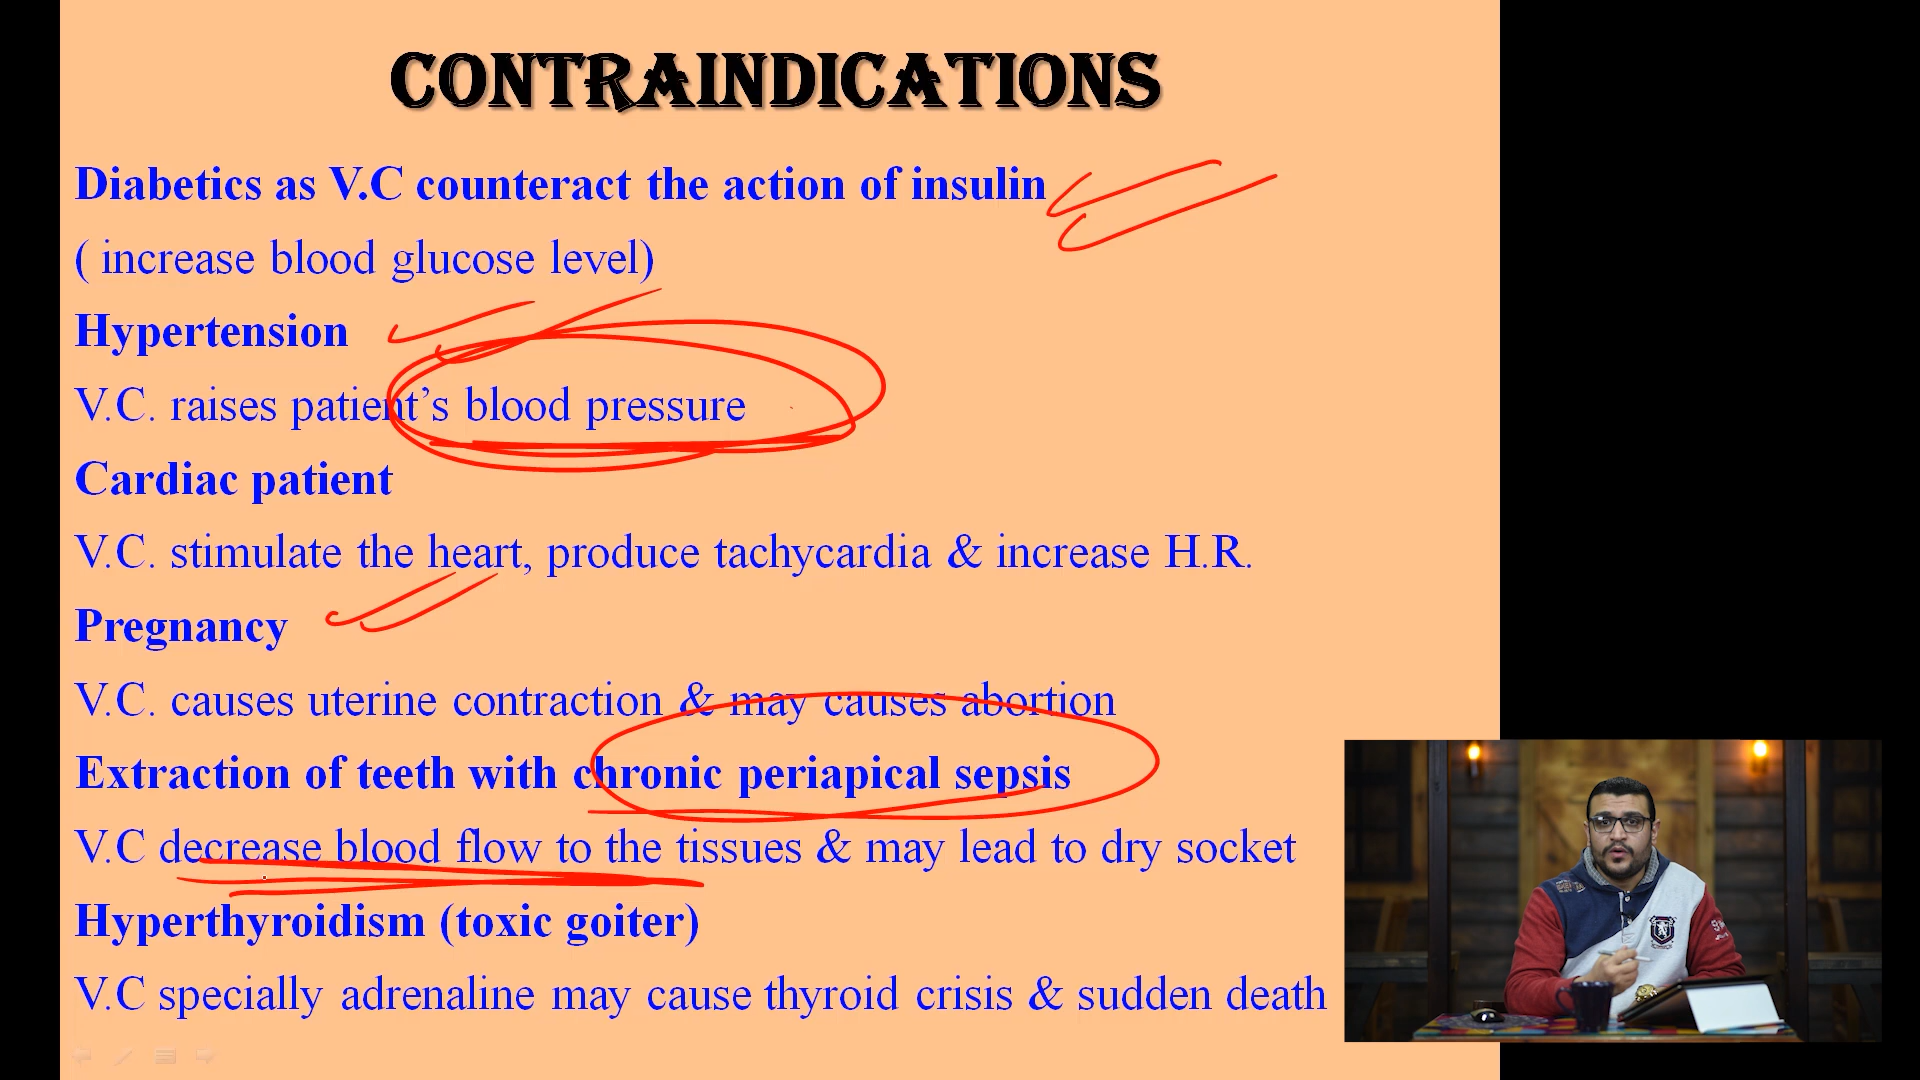 CONTRAINDICATIONS
Diabetics as V.C counteract the action of insulin
( increase blood glucose level)
Hypertension
V.C. raises patient’s blood pressure
Cardiac patient
V.C. stimulate the heart, produce tachycardia & increase H.R.
Pregnancy
V.C. causes uterine contraction & may causes abortion
Extraction of teeth with chronic periapical sepsis
V.C decrease blood flow to the tissues & may lead to dry socket
Hyperthyroidism (toxic goiter)
V.C specially adrenaline may cause thyroid crisis & sudden death